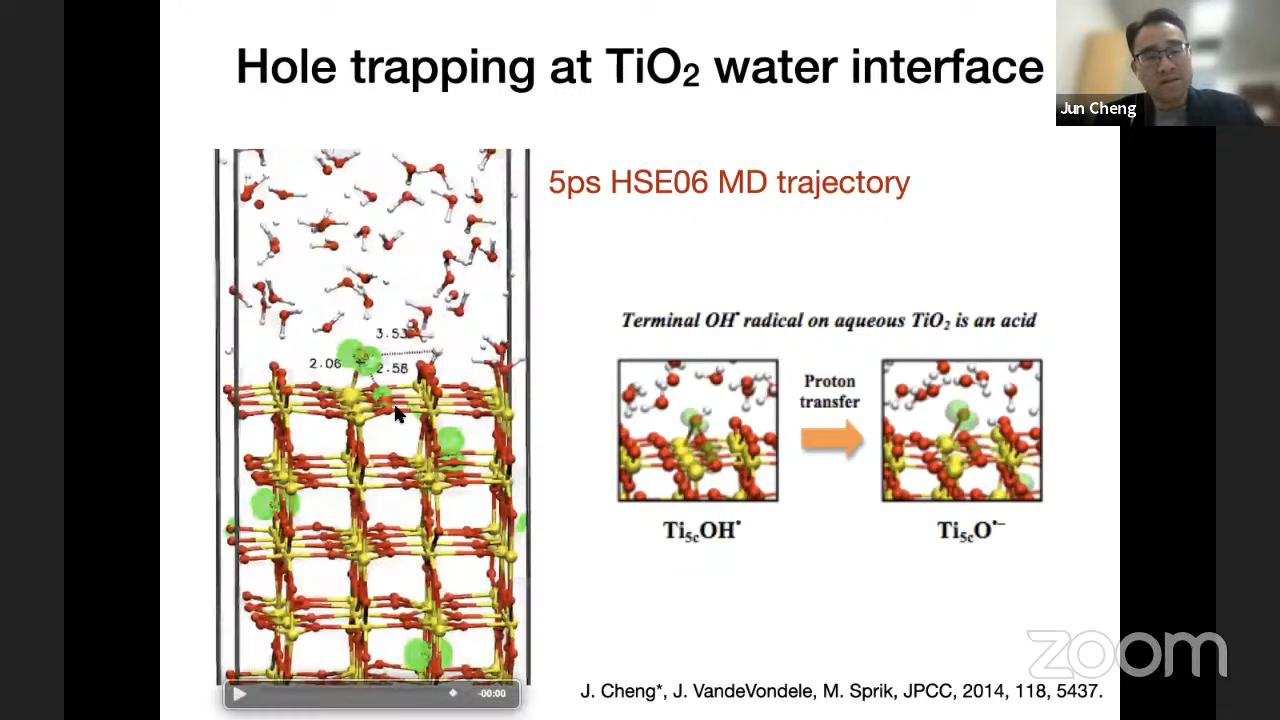 Hole trapping at TiO₂ water interface
Jun Cheng
5ps HSE06 MD trajectory
3.53
2.06
2.58
Terminal OH• radical on aqueous TiO₂ is an acid
Proton
transfer
Ti₅cOH•
Ti₅cO•−
-00:00
zoom
J. Cheng*, J. VandeVondele, M. Sprik, JPCC, 2014, 118, 5437.